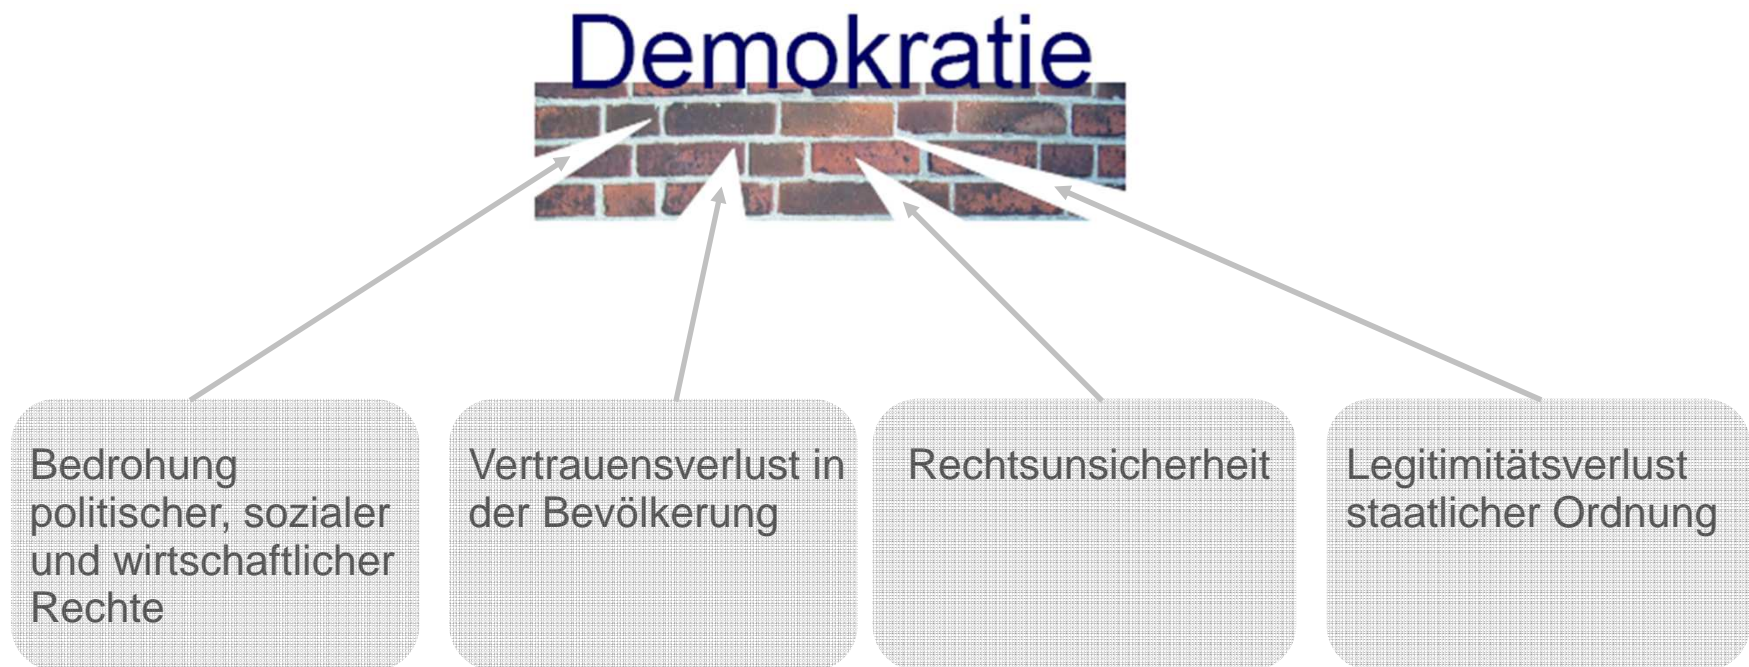 Demokratie
Bedrohung
politischer, sozialer
und wirtschaftlicher
Rechte
Vertrauensverlust in
der Bevölkerung
Rechtsunsicherheit
Legitimitätsverlust
staatlicher Ordnung